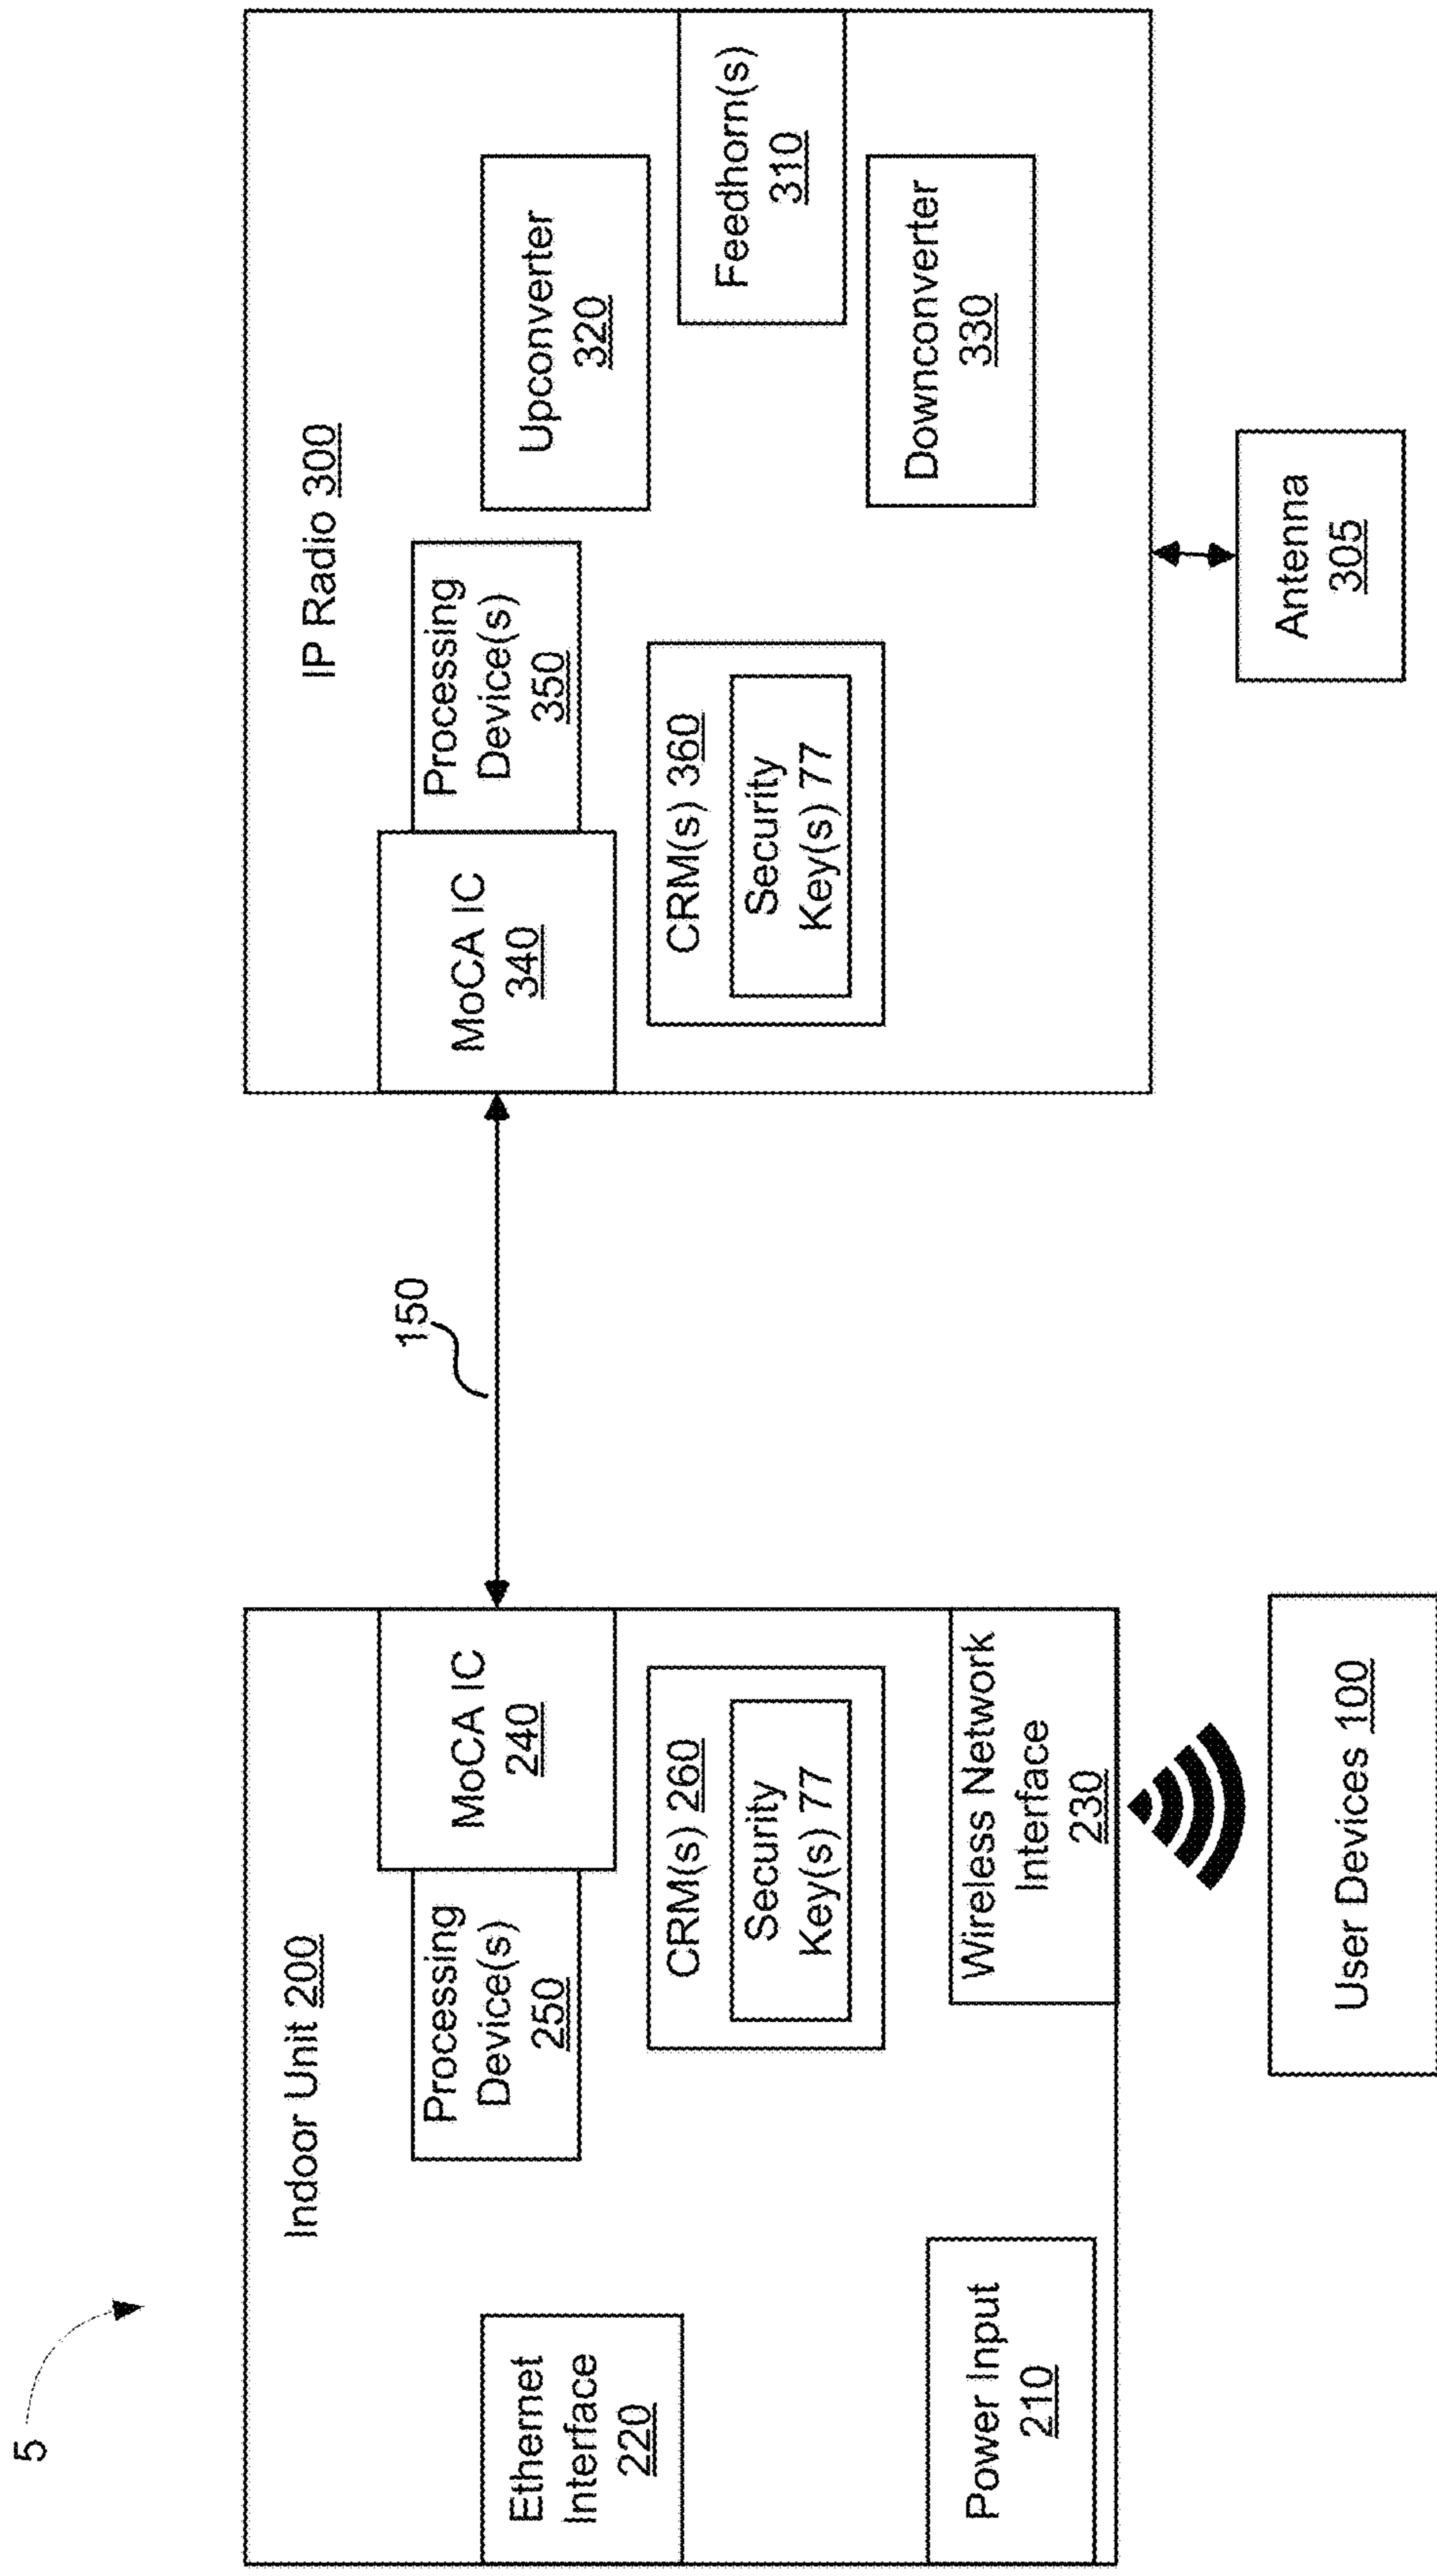 5
Indoor Unit 200
Ethernet
Interface
220
Power Input
210
Processing
Device(s)
250
MoCA IC
240
CRM(s) 260
Security
Key(s) 77
Wireless Network
Interface
230
User Devices 100
150
IP Radio 300
MoCA IC
340
Processing
Device(s)
350
CRM(s) 360
Security
Key(s) 77
Upconverter
320
Feedhorn(s)
310
Downconverter
330
Antenna
305